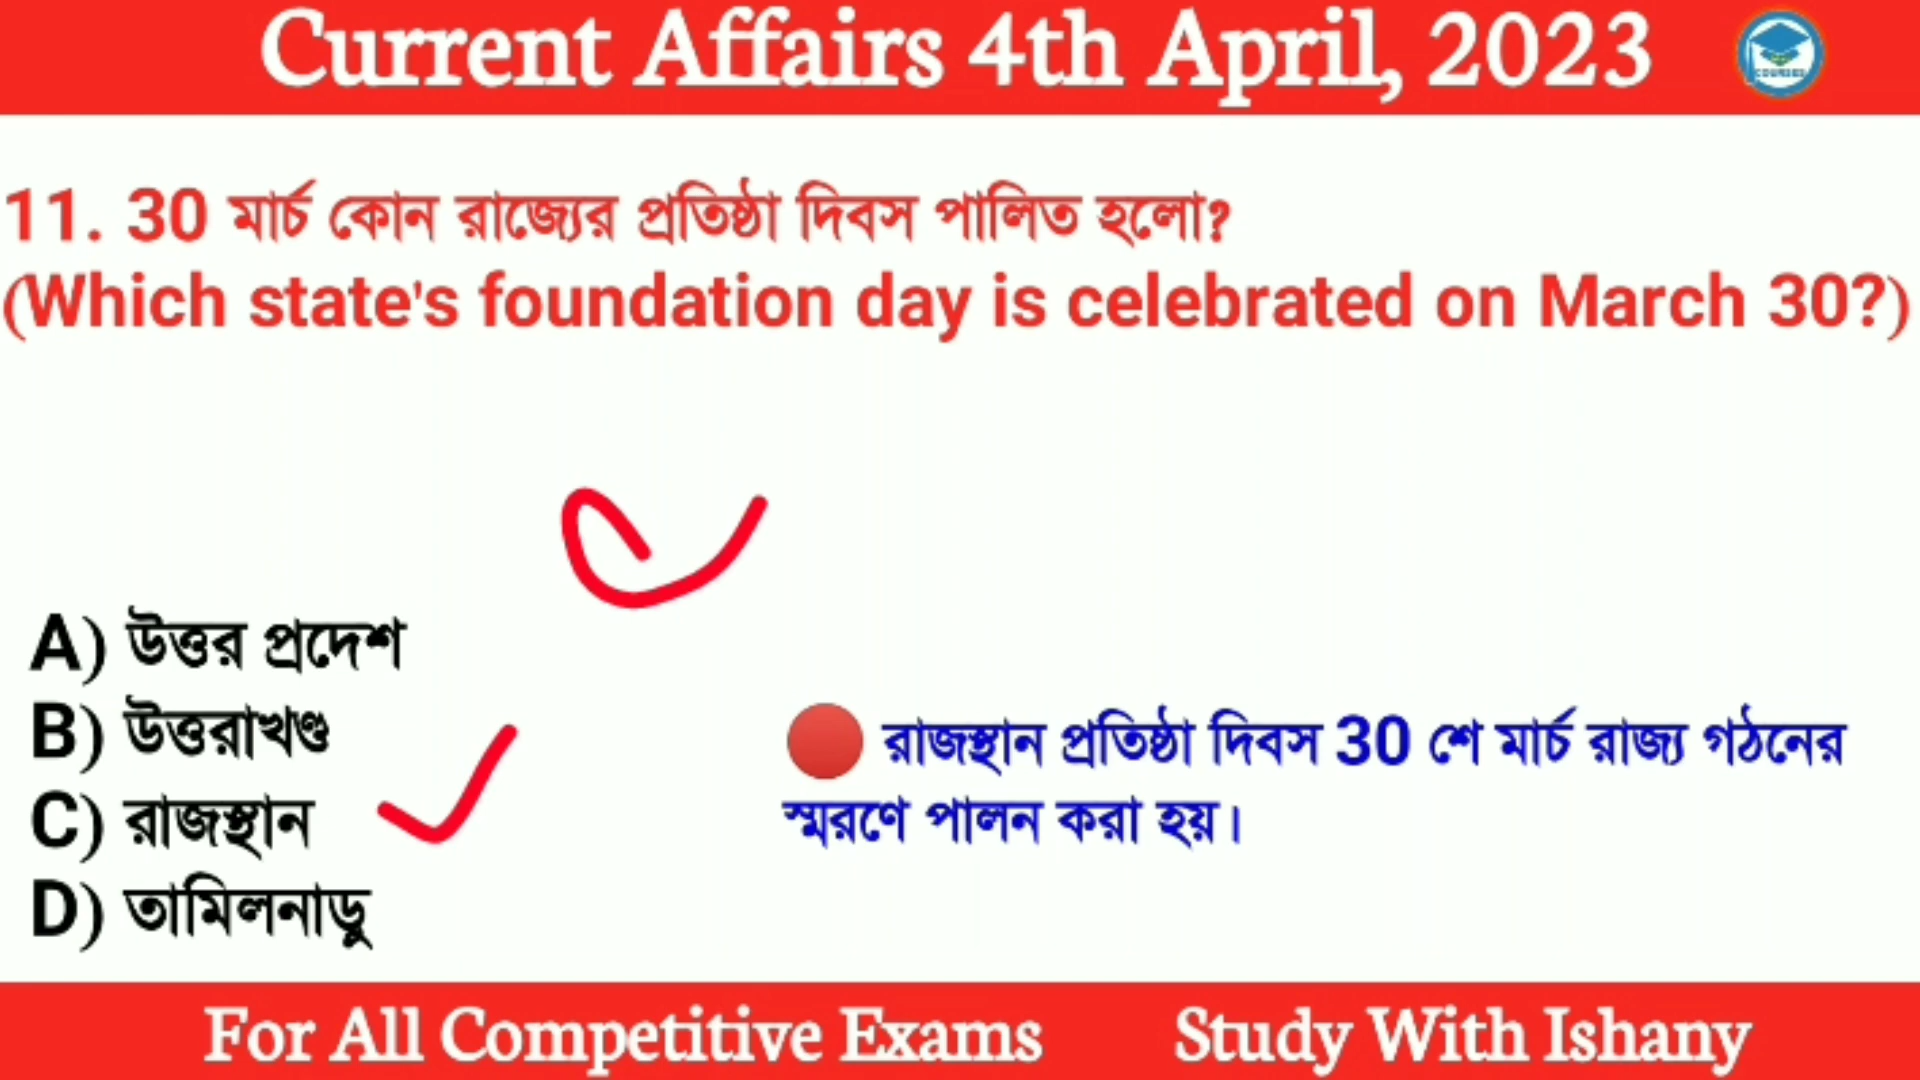 Current Affairs 4th April, 2023
COURSES
11. 30 মার্চ কোন রাজ্যের প্রতিষ্ঠা দিবস পালিত হলো?
(Which state's foundation day is celebrated on March 30?)
A) উত্তর প্রদেশ
B) উত্তরাখণ্ড
C) রাজস্থান
D) তামিলনাড়ু
রাজস্থান প্রতিষ্ঠা দিবস 30 শে মার্চ রাজ্য গঠনের
স্মরণে পালন করা হয়।
For All Competitive Exams
Study With Ishany